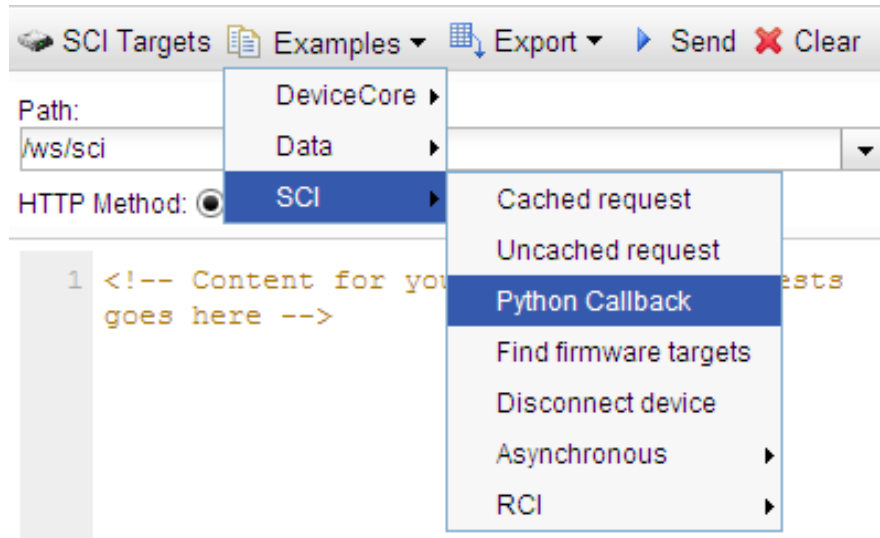 SCI Targets Examples Export Send Clear
Path:
/ws/sci
HTTP Method:
DeviceCore
Data
SCI
Cached request
Uncached request
Python Callback
Find firmware targets
Disconnect device
Asynchronous
RCI
1 <!-- Content for you ests
goes here -->